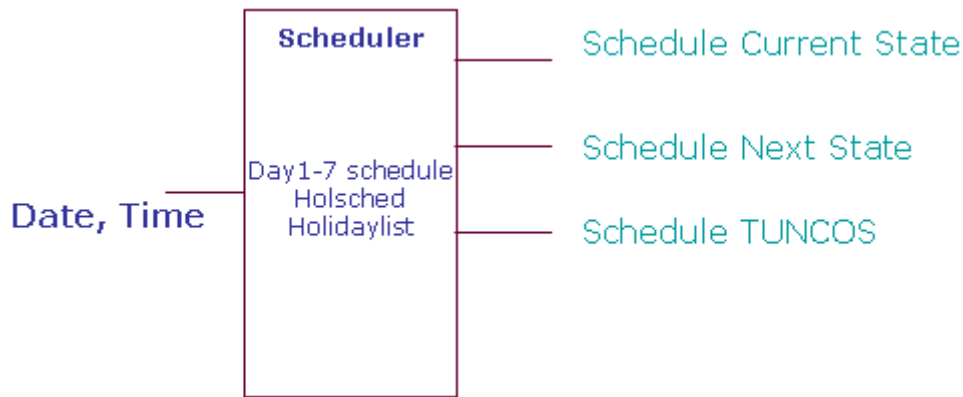 Scheduler
Schedule Current State
Day1-7 schedule
Holsched
Holidaylist
Date, Time
Schedule Next State
Schedule TUNCOS